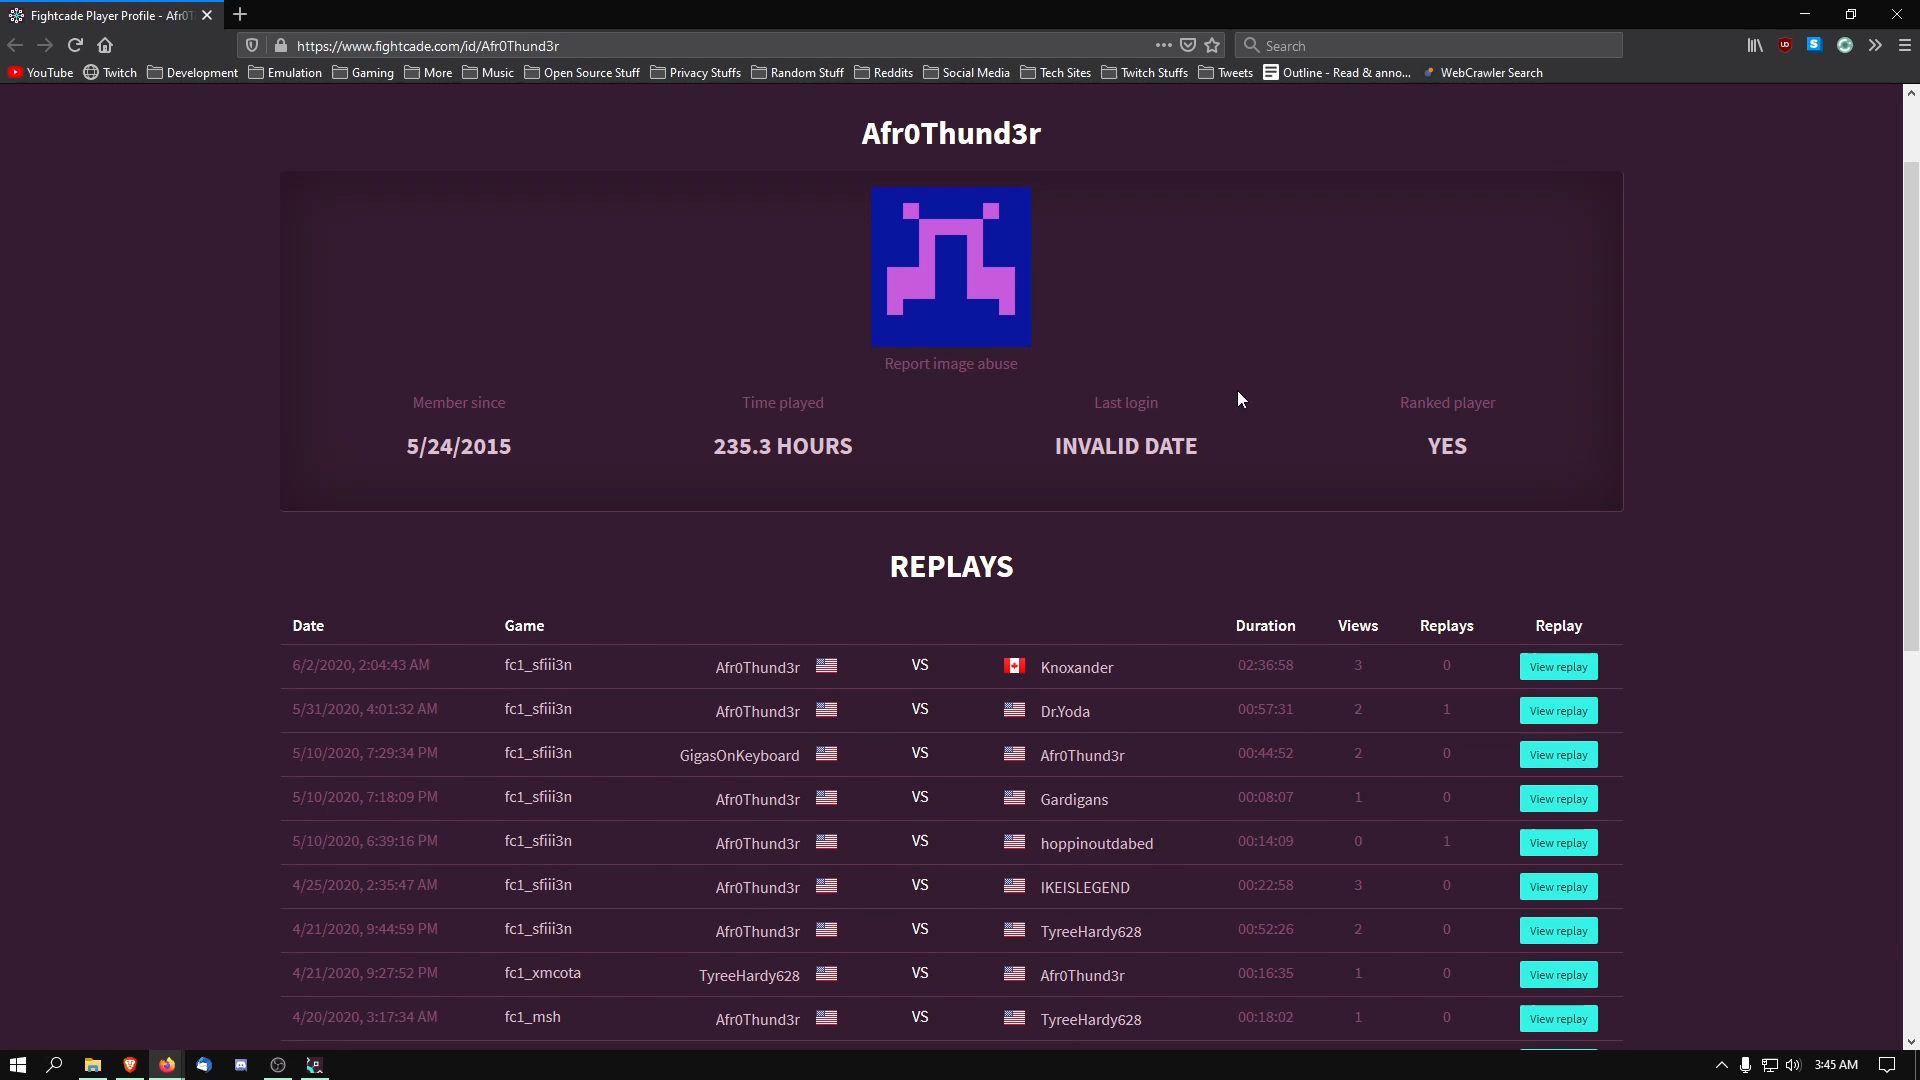 Fightcade Player Profile - Afr0T
https://www.fightcade.com/id/Afr0Thund3r
Search
YouTube Twitch Development Emulation Gaming More Music Open Source Stuff Privacy Stuffs Random Stuff Reddits Social Media Tech Sites Twitch Stuffs Tweets Outline - Read & anno... WebCrawler Search
Afr0Thund3r
Report image abuse
Member since Time played Last login Ranked player
5/24/2015 235.3 HOURS INVALID DATE YES
REPLAYS
Date Game Duration Views Replays Replay
6/2/2020, 2:04:43 AM fc1_sfiii3n Afr0Thund3r VS Knoxander 02:36:58 3 0 View replay
5/31/2020, 4:01:32 AM fc1_sfiii3n Afr0Thund3r VS Dr.Yoda 00:57:31 2 1 View replay
5/10/2020, 7:29:34 PM fc1_sfiii3n GigasOnKeyboard VS Afr0Thund3r 00:44:52 2 0 View replay
5/10/2020, 7:18:09 PM fc1_sfiii3n Afr0Thund3r VS Gardigans 00:08:07 1 0 View replay
5/10/2020, 6:39:16 PM fc1_sfiii3n Afr0Thund3r VS hoppinoutdabed 00:14:09 0 1 View replay
4/25/2020, 2:35:47 AM fc1_sfiii3n Afr0Thund3r VS IKEISLEGEND 00:22:58 3 0 View replay
4/21/2020, 9:44:59 PM fc1_sfiii3n Afr0Thund3r VS TyreeHardy628 00:52:26 2 0 View replay
4/21/2020, 9:27:52 PM fc1_xmcota TyreeHardy628 VS Afr0Thund3r 00:16:35 1 0 View replay
4/20/2020, 3:17:34 AM fc1_msh Afr0Thund3r VS TyreeHardy628 00:18:02 1 0 View replay
3:45 AM